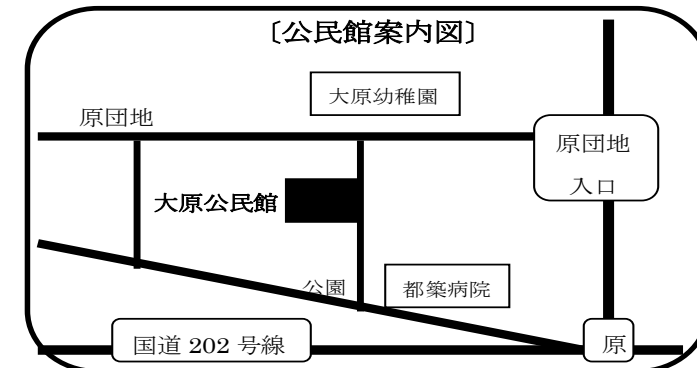 〔公民館案内図〕
大原幼稚園
原団地
原団地
入口
大原公民館
公園
都築病院
国道 202 号線
原